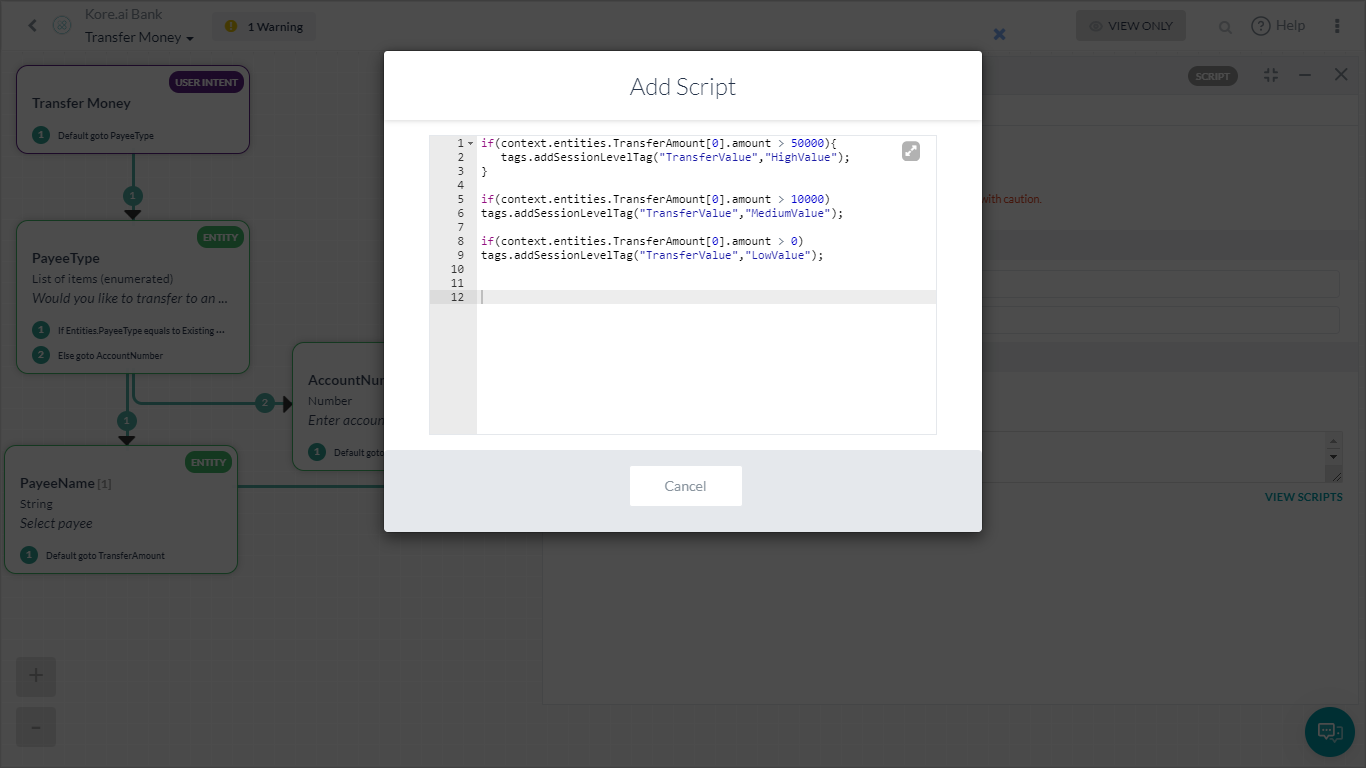 Kore.ai Bank
Transfer Money
1 Warning
VIEW ONLY
Help
USER INTENT
Transfer Money
1 Default goto PayeeType
1
ENTITY
PayeeType
List of items (enumerated)
Would you like to transfer to an ...
1 If Entities.PayeeType equals to Existing ...
2 Else goto AccountNumber
2
1
AccountNu
Number
Enter accoun
1 Default goto
ENTITY
PayeeName [1]
String
Select payee
1 Default goto TransferAmount
+
-
SCRIPT
with caution.
VIEW SCRIPTS
Add Script
1 if(context.entities.TransferAmount[0].amount > 50000){
2 tags.addSessionLevelTag("TransferValue","HighValue");
3 }
4
5 if(context.entities.TransferAmount[0].amount > 10000)
6 tags.addSessionLevelTag("TransferValue","MediumValue");
7
8 if(context.entities.TransferAmount[0].amount > 0)
9 tags.addSessionLevelTag("TransferValue","LowValue");
10
11
12
Cancel